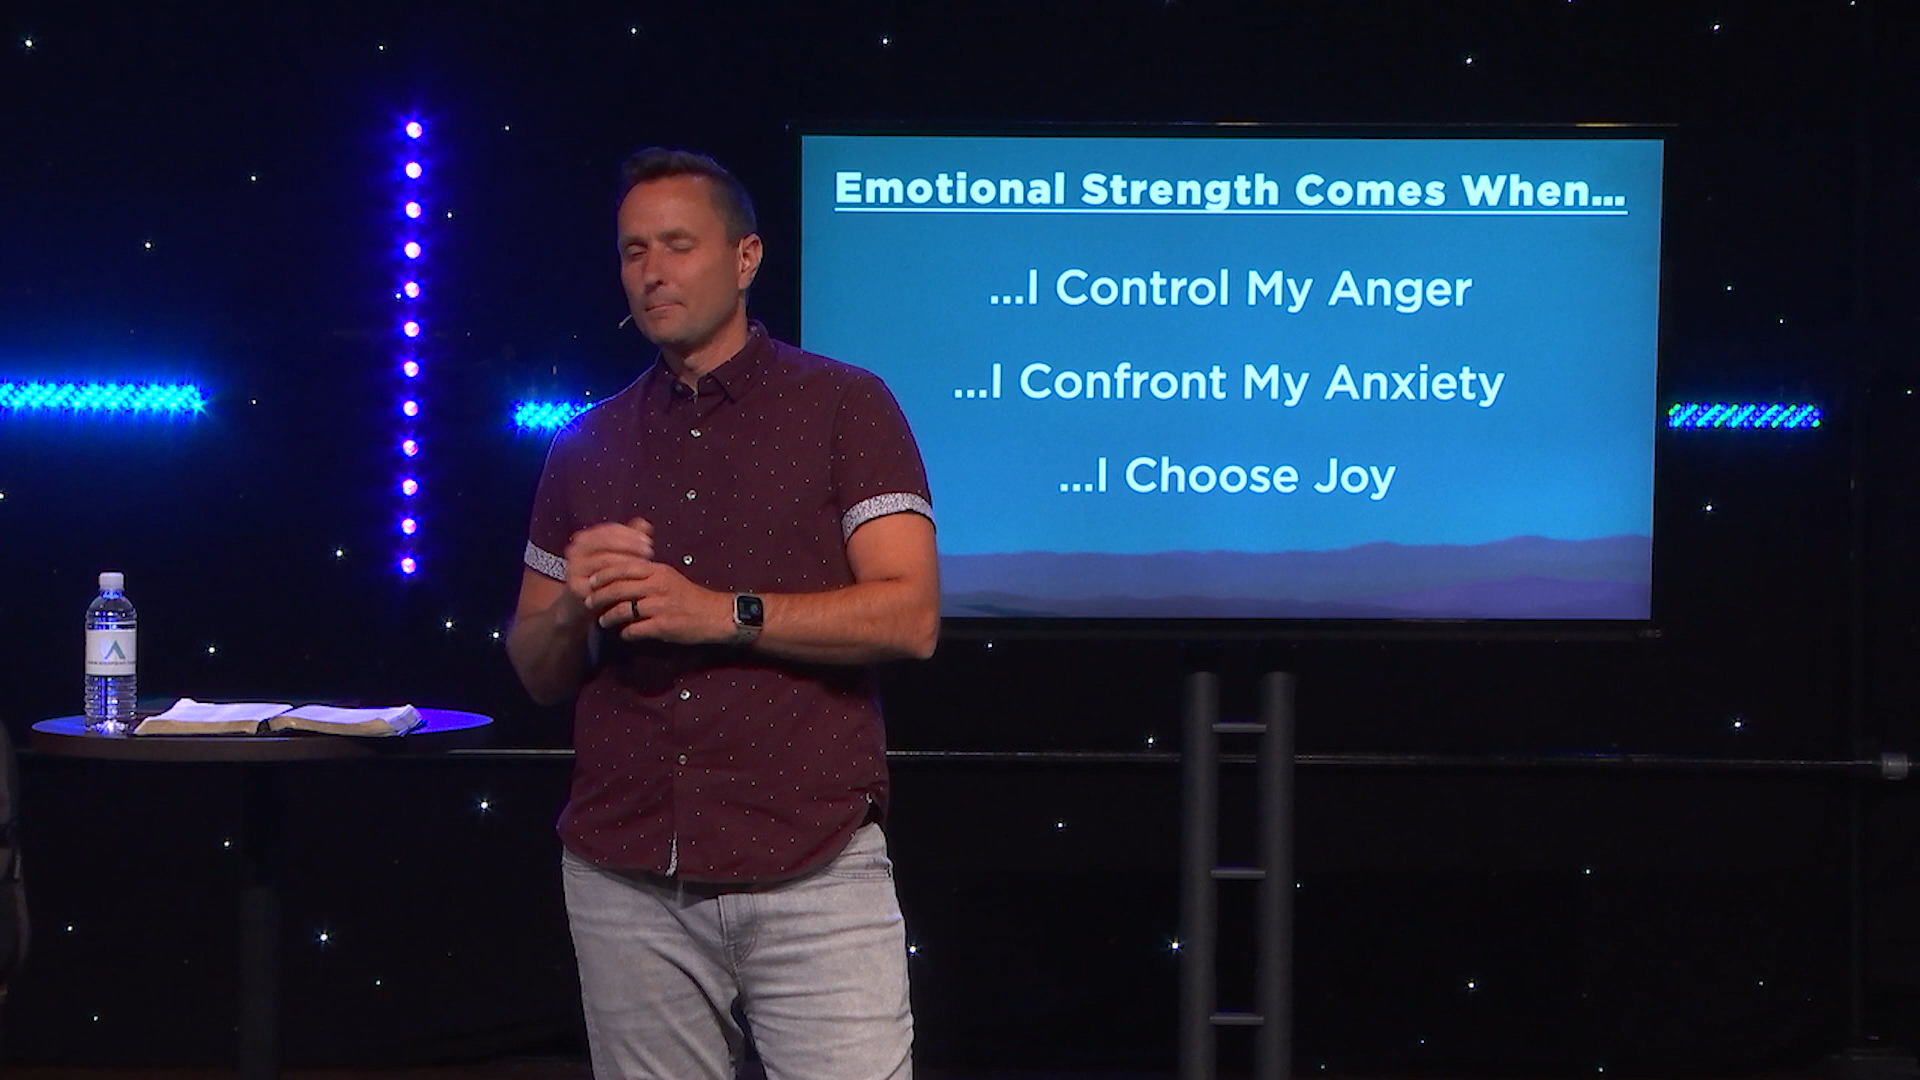 Emotional Strength Comes When...
...I Control My Anger
...I Confront My Anxiety
...I Choose Joy